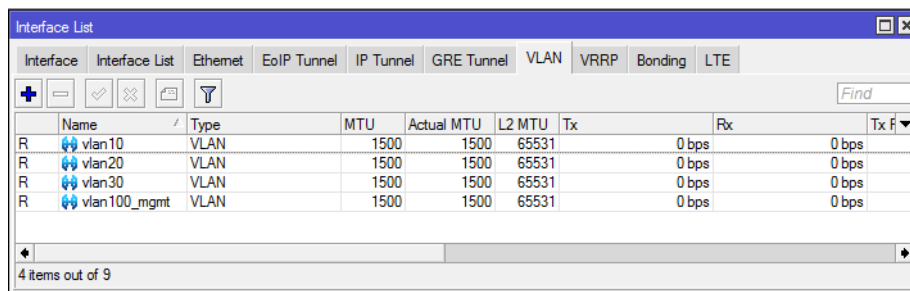 Interface List
Interface Interface List Ethernet EoIP Tunnel IP Tunnel GRE Tunnel VLAN VRRP Bonding LTE
Find
Name Type MTU Actual MTU L2 MTU Tx Rx Tx
R vlan10 VLAN 1500 1500 65531 0 bps 0 bps
R vlan20 VLAN 1500 1500 65531 0 bps 0 bps
R vlan30 VLAN 1500 1500 65531 0 bps 0 bps
R vlan100_mgmt VLAN 1500 1500 65531 0 bps 0 bps
4 items out of 9